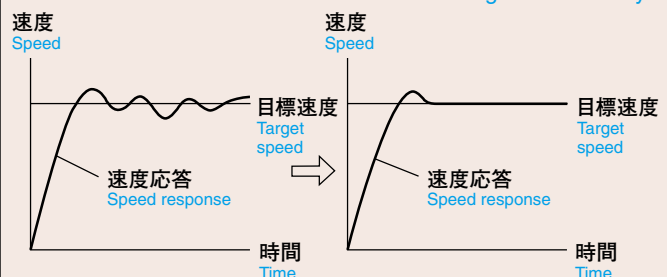 速度
Speed
目標速度
Target
speed
速度応答
Speed response
時間
Time
速度
Speed
目標速度
Target
speed
速度応答
Speed response
時間
Time